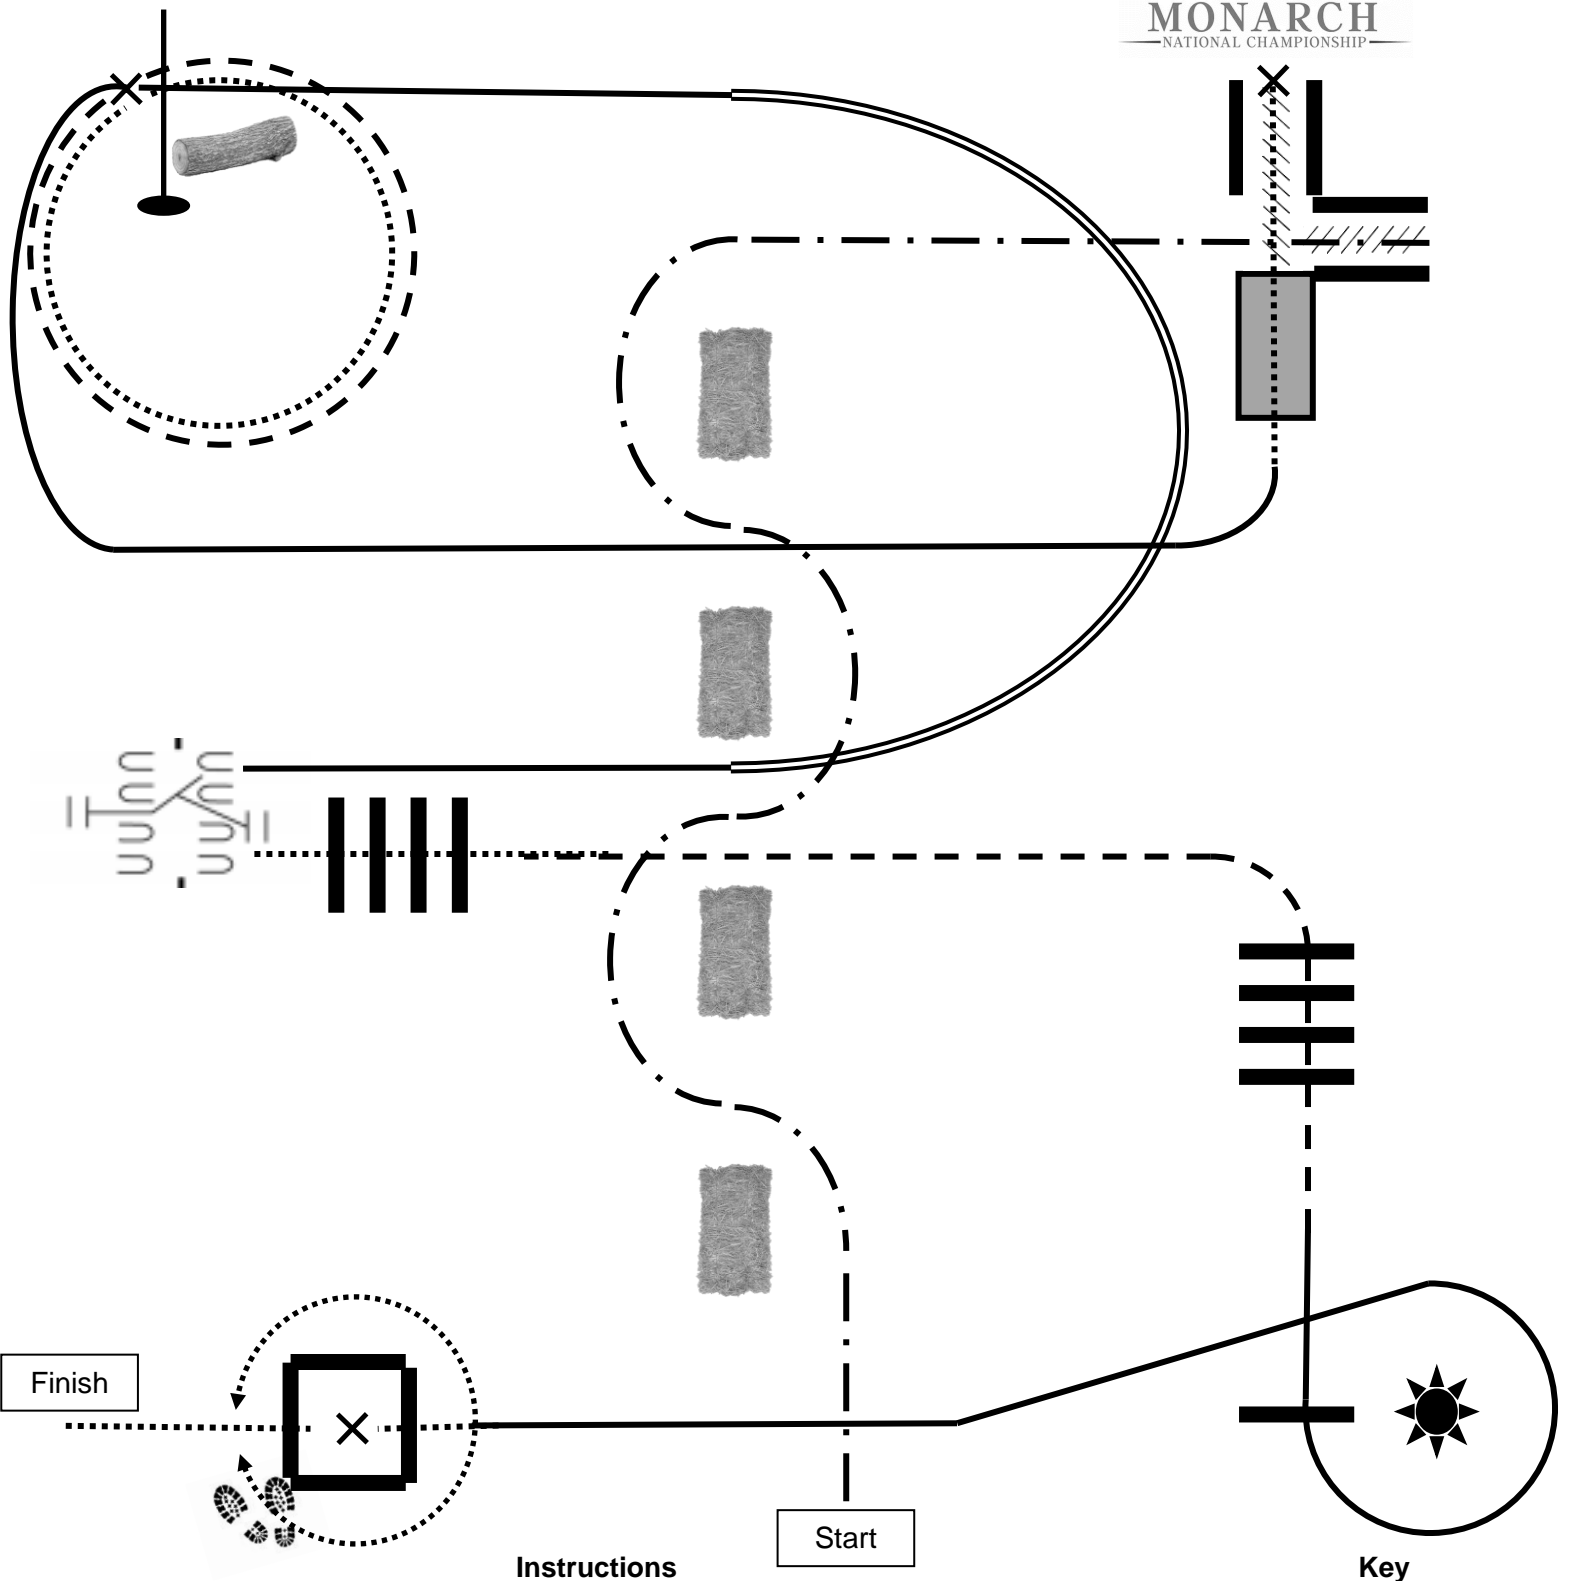 MONARCH
NATIONAL CHAMPIONSHIP
Finish
Start
Instructions
Key